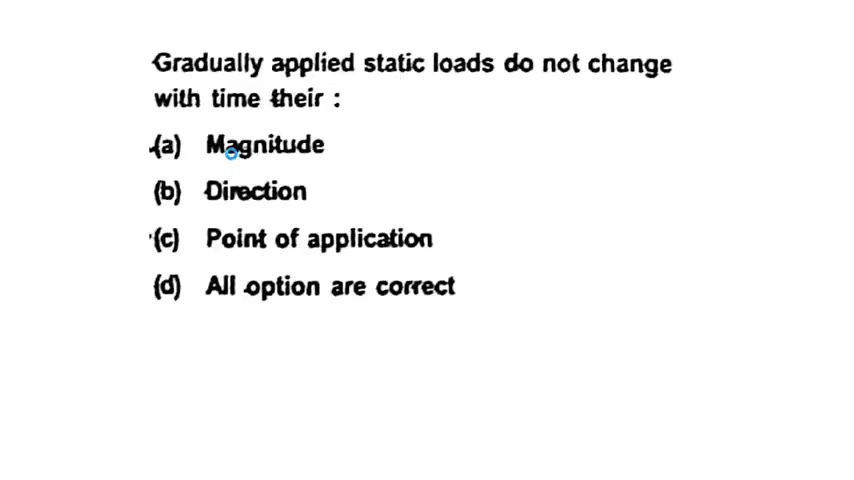 Gradually applied static loads do not change
with time their :
(a) Magnitude
(b) Direction
(c) Point of application
(d) All option are correct